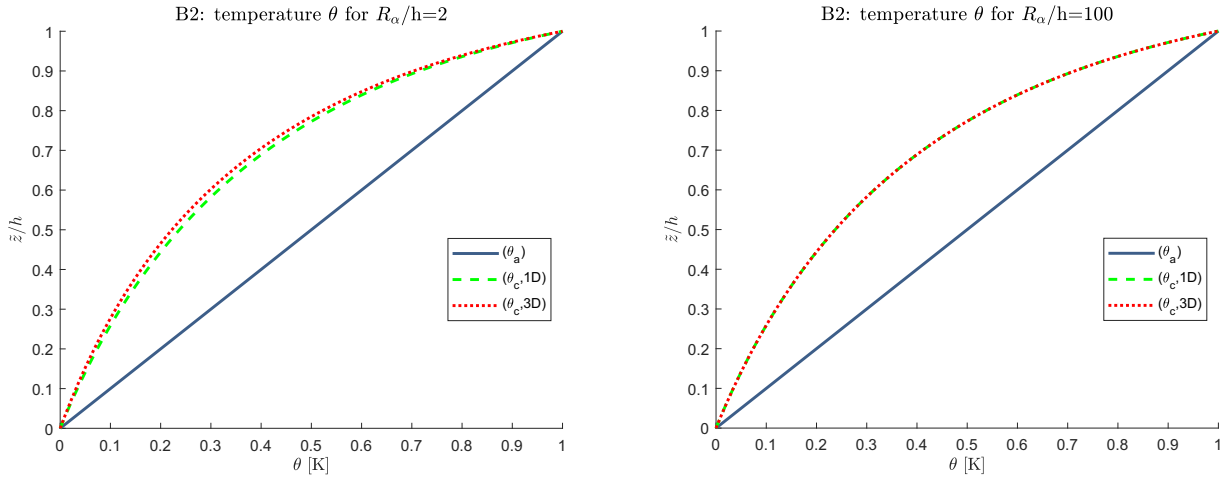 B2: temperature θ for R_α/h=2
1
0.9
0.8
0.7
0.6
0.5
0.4
0.3
0.2
0.1
0
z̃/h
(θ_a)
(θ_c,1D)
(θ_c,3D)
0 0.1 0.2 0.3 0.4 0.5 0.6 0.7 0.8 0.9 1
θ [K]
B2: temperature θ for R_α/h=100
1
0.9
0.8
0.7
0.6
0.5
0.4
0.3
0.2
0.1
0
z̃/h
(θ_a)
(θ_c,1D)
(θ_c,3D)
0 0.1 0.2 0.3 0.4 0.5 0.6 0.7 0.8 0.9 1
θ [K]